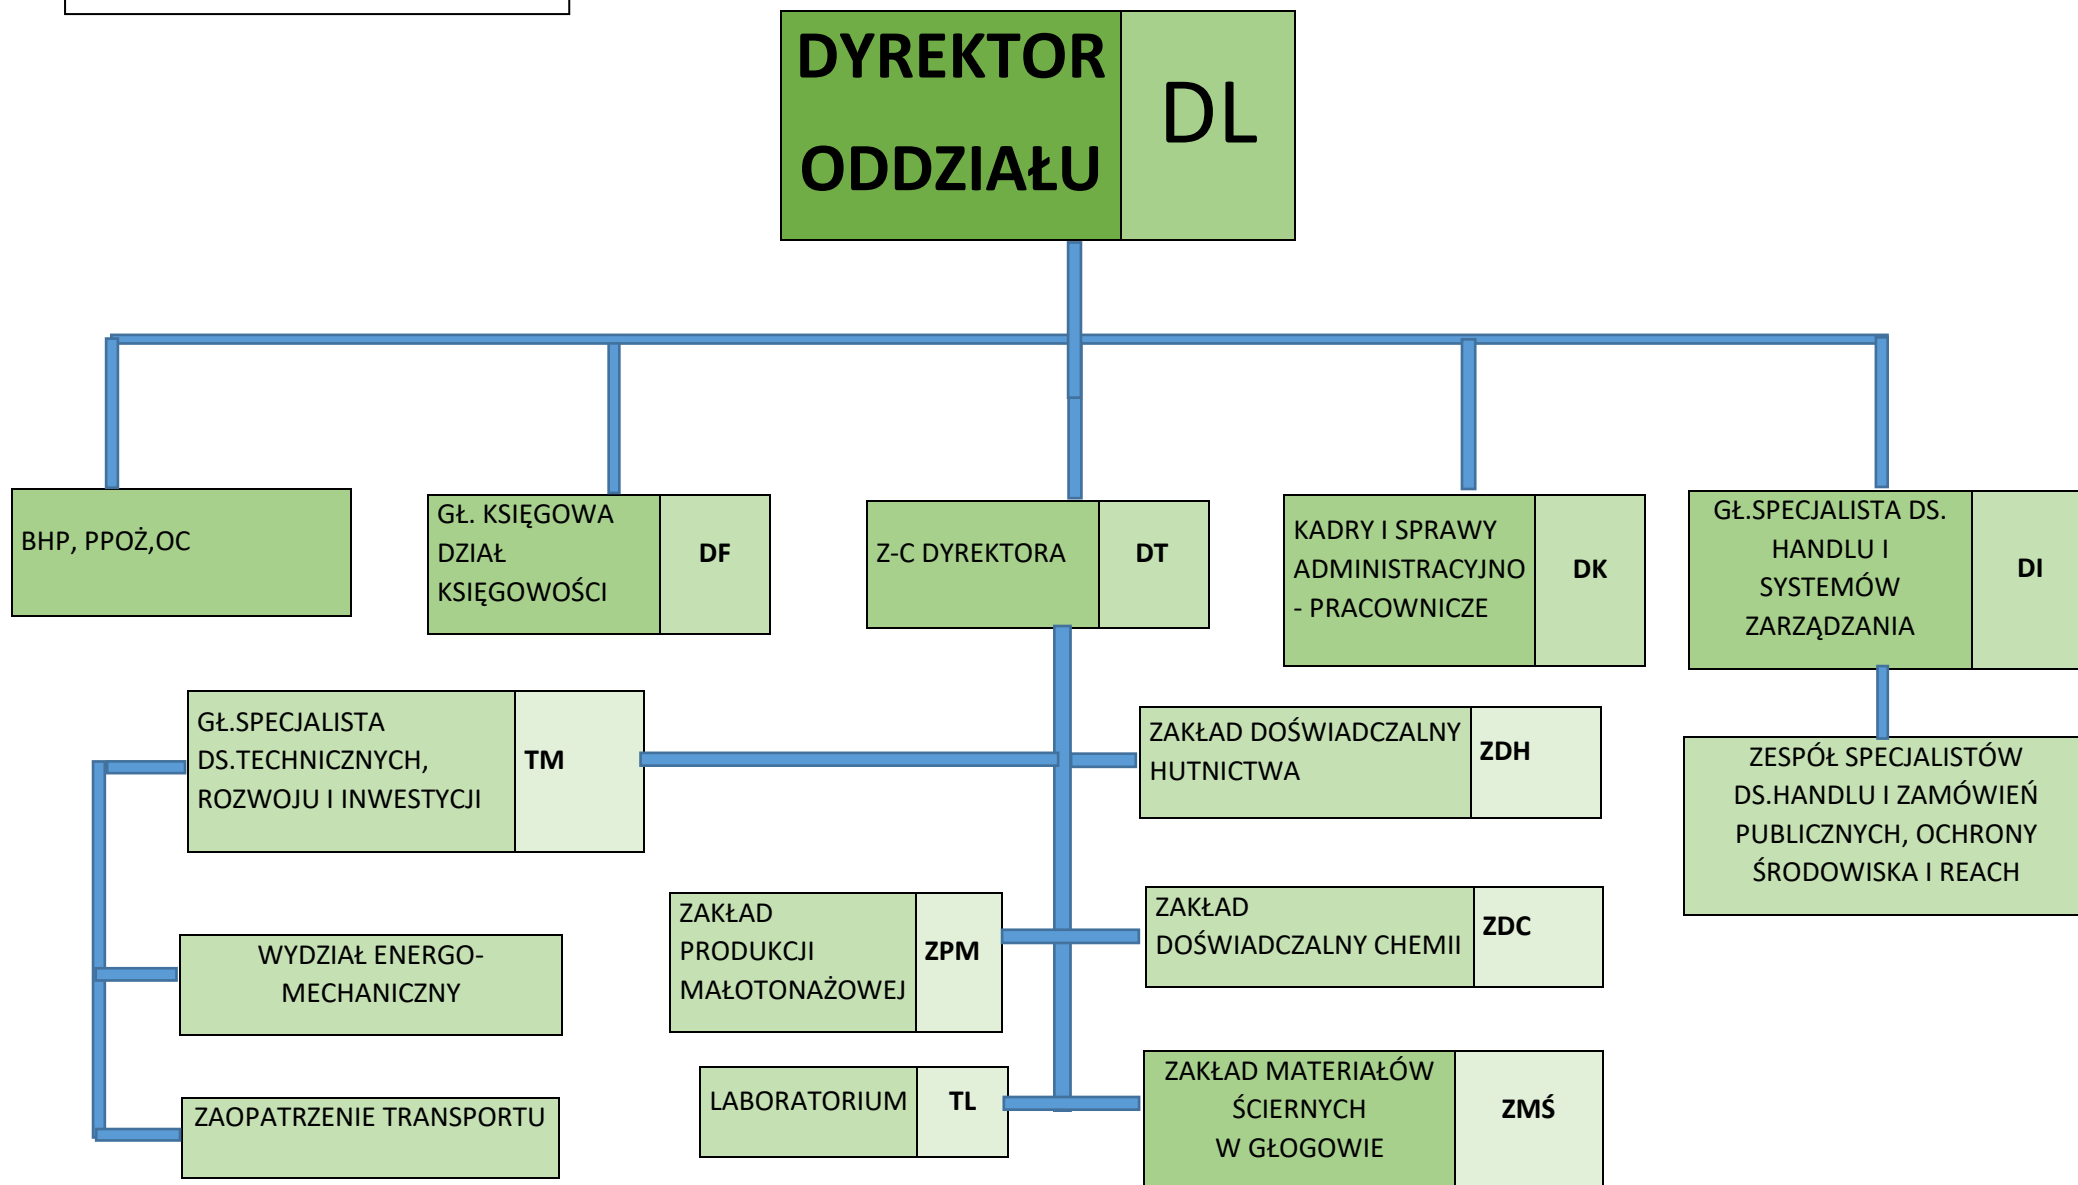 DYREKTOR
ODDZIAŁU
DL
BHP, PPOŻ,OC
GŁ. KSIĘGOWA
DZIAŁ
KSIĘGOWOŚCI
DF
Z-C DYREKTORA
DT
KADRY I SPRAWY
ADMINISTRACYJNO
- PRACOWNICZE
DK
GŁ.SPECJALISTA DS.
HANDLU I
SYSTEMÓW
ZARZĄDZANIA
DI
GŁ.SPECJALISTA
DS.TECHNICZNYCH,
ROZWOJU I INWESTYCJI
TM
ZAKŁAD DOŚWIADCZALNY
HUTNICTWA
ZDH
ZESPÓŁ SPECJALISTÓW
DS.HANDLU I ZAMÓWIEŃ
PUBLICZNYCH, OCHRONY
ŚRODOWISKA I REACH
WYDZIAŁ ENERGO-
MECHANICZNY
ZAKŁAD
PRODUKCJI
MAŁOTONAŻOWEJ
ZPM
ZAKŁAD
DOŚWIADCZALNY CHEMII
ZDC
ZAOPATRZENIE TRANSPORTU
LABORATORIUM
TL
ZAKŁAD MATERIAŁÓW
ŚCIERNYCH
W GŁOGOWIE
ZMŚ